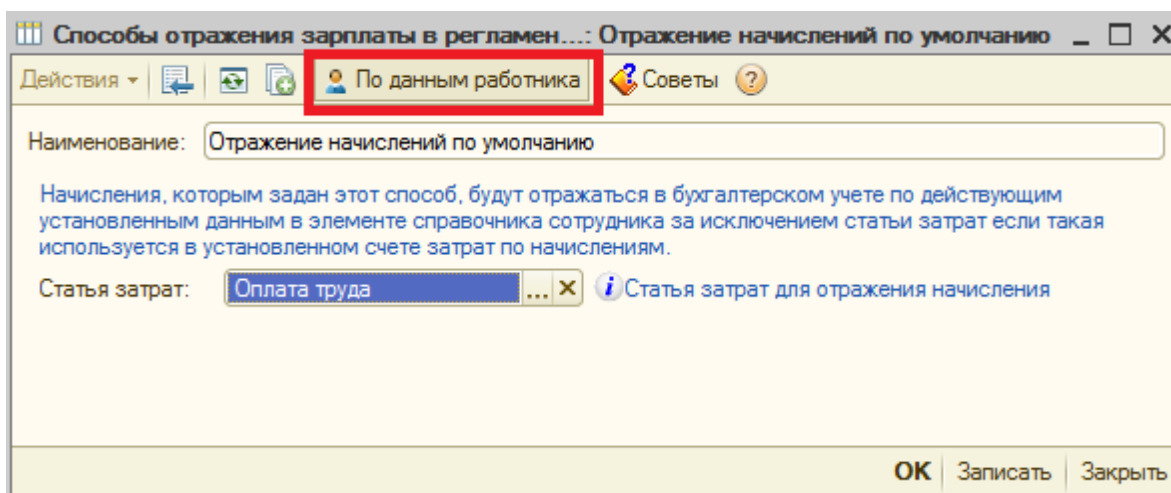 Способы отражения зарплаты в регламен...: Отражение начислений по умолчанию
Действия По данным работника Советы
Наименование: Отражение начислений по умолчанию
Начисления, которым задан этот способ, будут отражаться в бухгалтерском учете по действующим
установленным данным в элементе справочника сотрудника за исключением статьи затрат если такая
используется в установленном счете затрат по начислениям.
Статья затрат: Оплата труда ... Статья затрат для отражения начисления
ОК Записать Закрыть